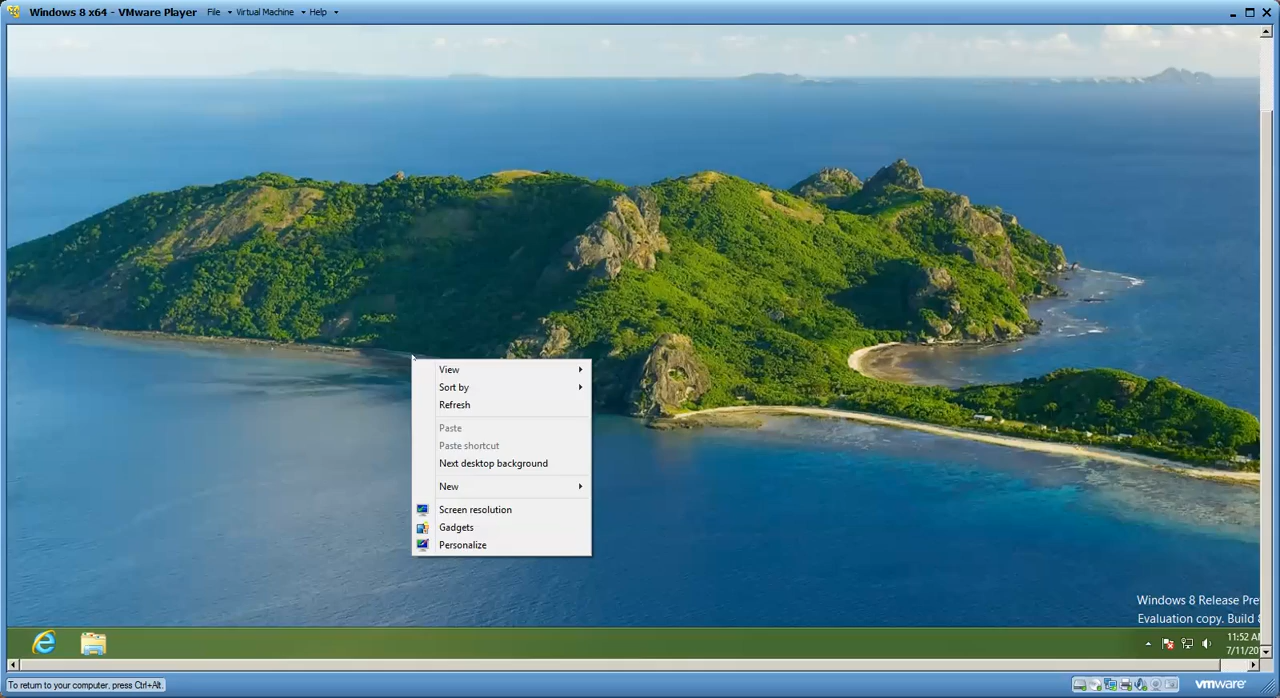 Windows 8 x64 - VMware Player File Virtual Machine Help
View
Sort by
Refresh
Paste
Paste shortcut
Next desktop background
New
Screen resolution
Gadgets
Personalize
Windows 8 Release Pre
Evaluation copy. Build 8
11:52 AM
7/11/20
To return to your computer, press Ctrl+Alt.
vmware